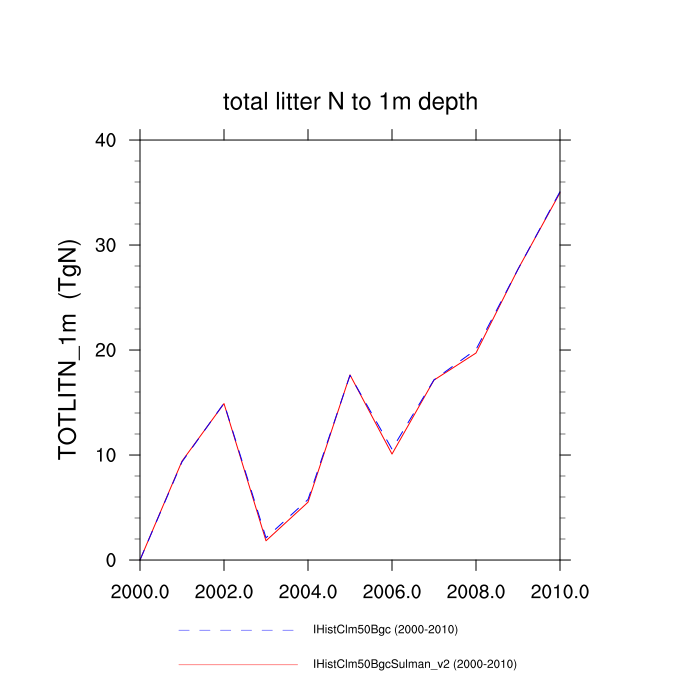 total litter N to 1m depth
TOTLITN_1m (TgN)
40
30
20
10
0
2000.0 2002.0 2004.0 2006.0 2008.0 2010.0
IHistClm50Bgc (2000-2010)
IHistClm50BgcSulman_v2 (2000-2010)